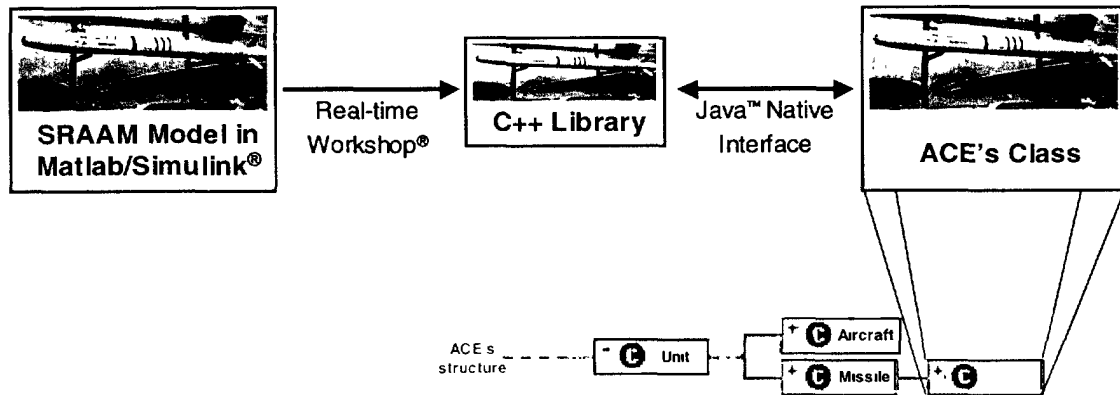 SRAAM Model in
Matlab/Simulink®
Real-time
Workshop®
C++ Library
Java™ Native
Interface
ACE's Class
ACE s
structure
- C Unit
+ C Aircraft
+ C Missile
+ C